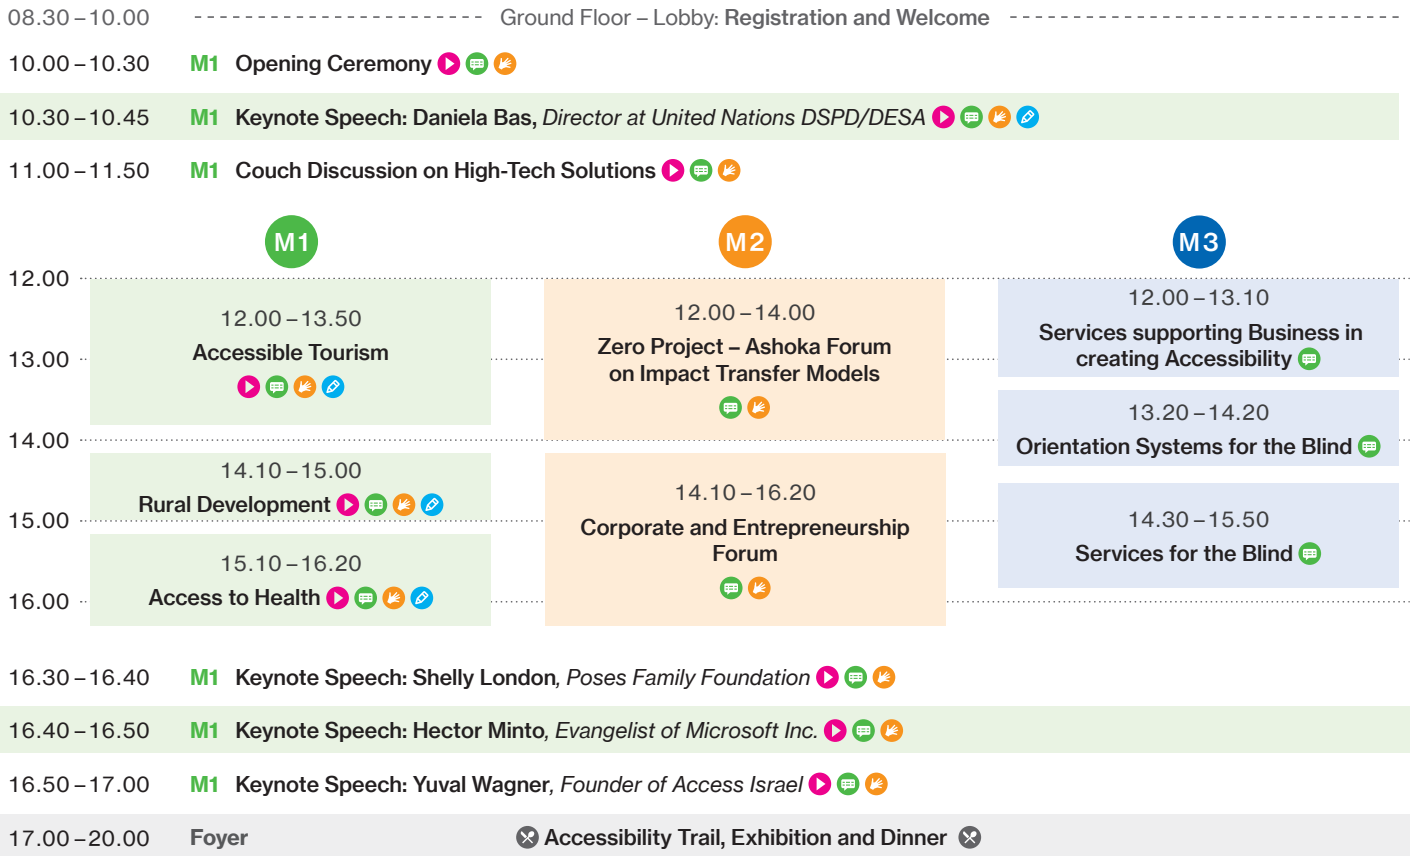 08.30 – 10.00 Ground Floor – Lobby: Registration and Welcome
10.00 – 10.30 M1 Opening Ceremony
10.30 – 10.45 M1 Keynote Speech: Daniela Bas, Director at United Nations DSPD/DESA
11.00 – 11.50 M1 Couch Discussion on High-Tech Solutions
M1
M2
M3
12.00
13.00
14.00
15.00
16.00
12.00 – 13.50
Accessible Tourism
14.10 – 15.00
Rural Development
15.10 – 16.20
Access to Health
12.00 – 14.00
Zero Project – Ashoka Forum
on Impact Transfer Models
14.10 – 16.20
Corporate and Entrepreneurship
Forum
12.00 – 13.10
Services supporting Business in
creating Accessibility
13.20 – 14.20
Orientation Systems for the Blind
14.30 – 15.50
Services for the Blind
16.30 – 16.40 M1 Keynote Speech: Shelly London, Poses Family Foundation
16.40 – 16.50 M1 Keynote Speech: Hector Minto, Evangelist of Microsoft Inc.
16.50 – 17.00 M1 Keynote Speech: Yuval Wagner, Founder of Access Israel
17.00 – 20.00 Foyer Accessibility Trail, Exhibition and Dinner